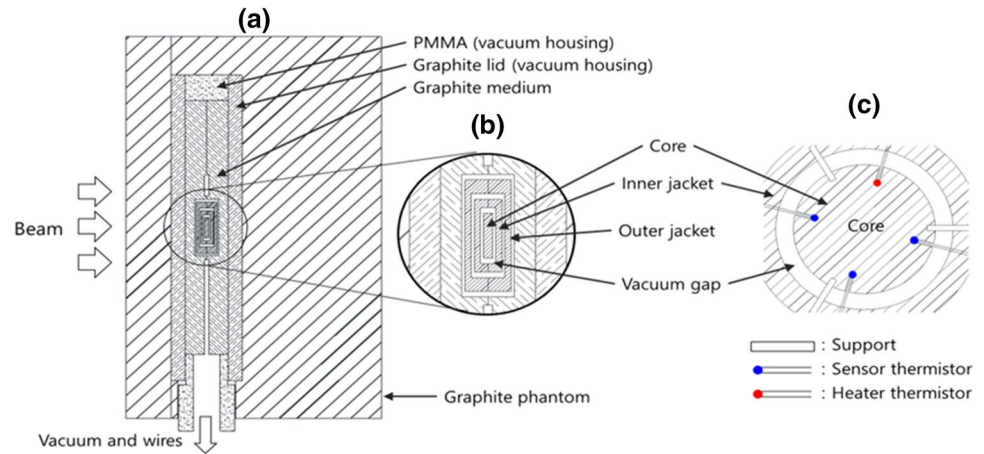 (a)
PMMA (vacuum housing)
Graphite lid (vacuum housing)
Graphite medium
(b)
(c)
Core
Inner jacket
Outer jacket
Vacuum gap
Core
Beam
: Support
: Sensor thermistor
: Heater thermistor
Graphite phantom
Vacuum and wires